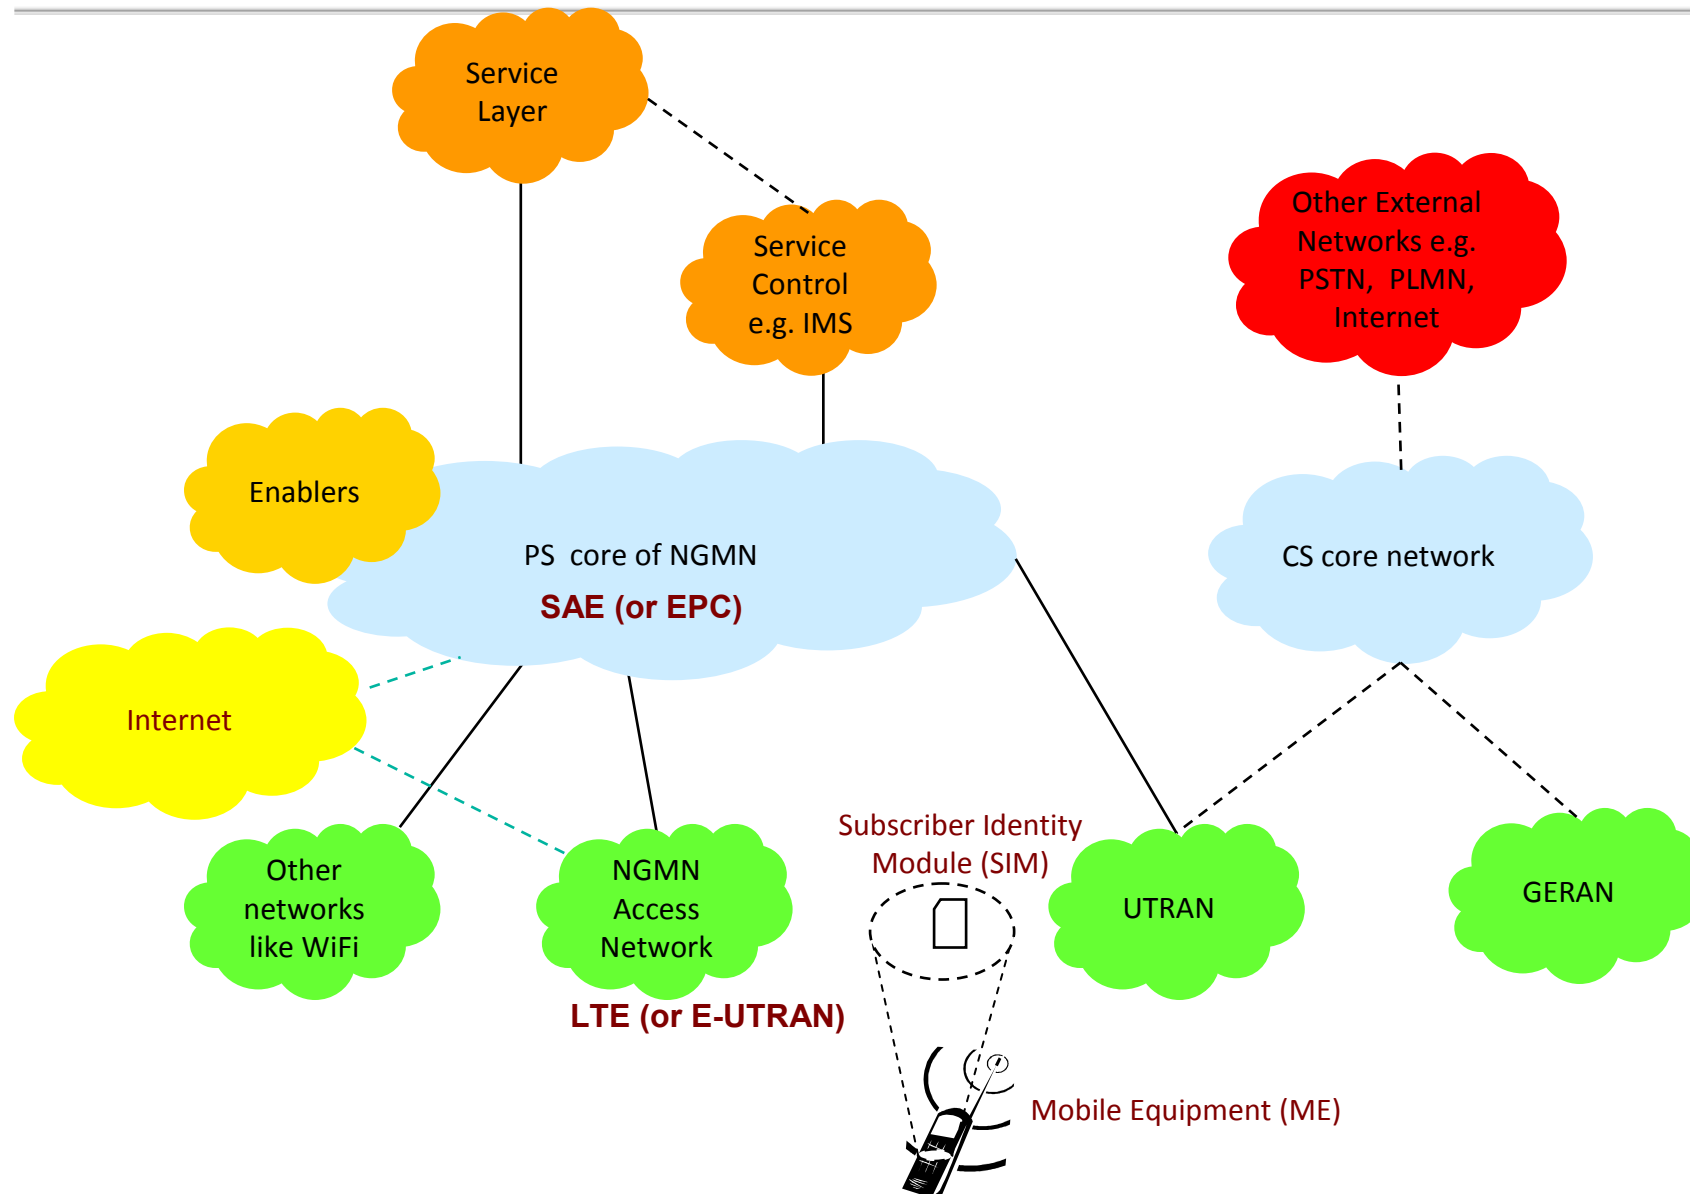 Service
Layer
Service
Control
e.g. IMS
Other External
Networks e.g.
PSTN, PLMN,
Internet
Enablers
PS core of NGMN
SAE (or EPC)
CS core network
Internet
Other
networks
like WiFi
NGMN
Access
Network
LTE (or E-UTRAN)
Subscriber Identity
Module (SIM)
UTRAN
GERAN
Mobile Equipment (ME)